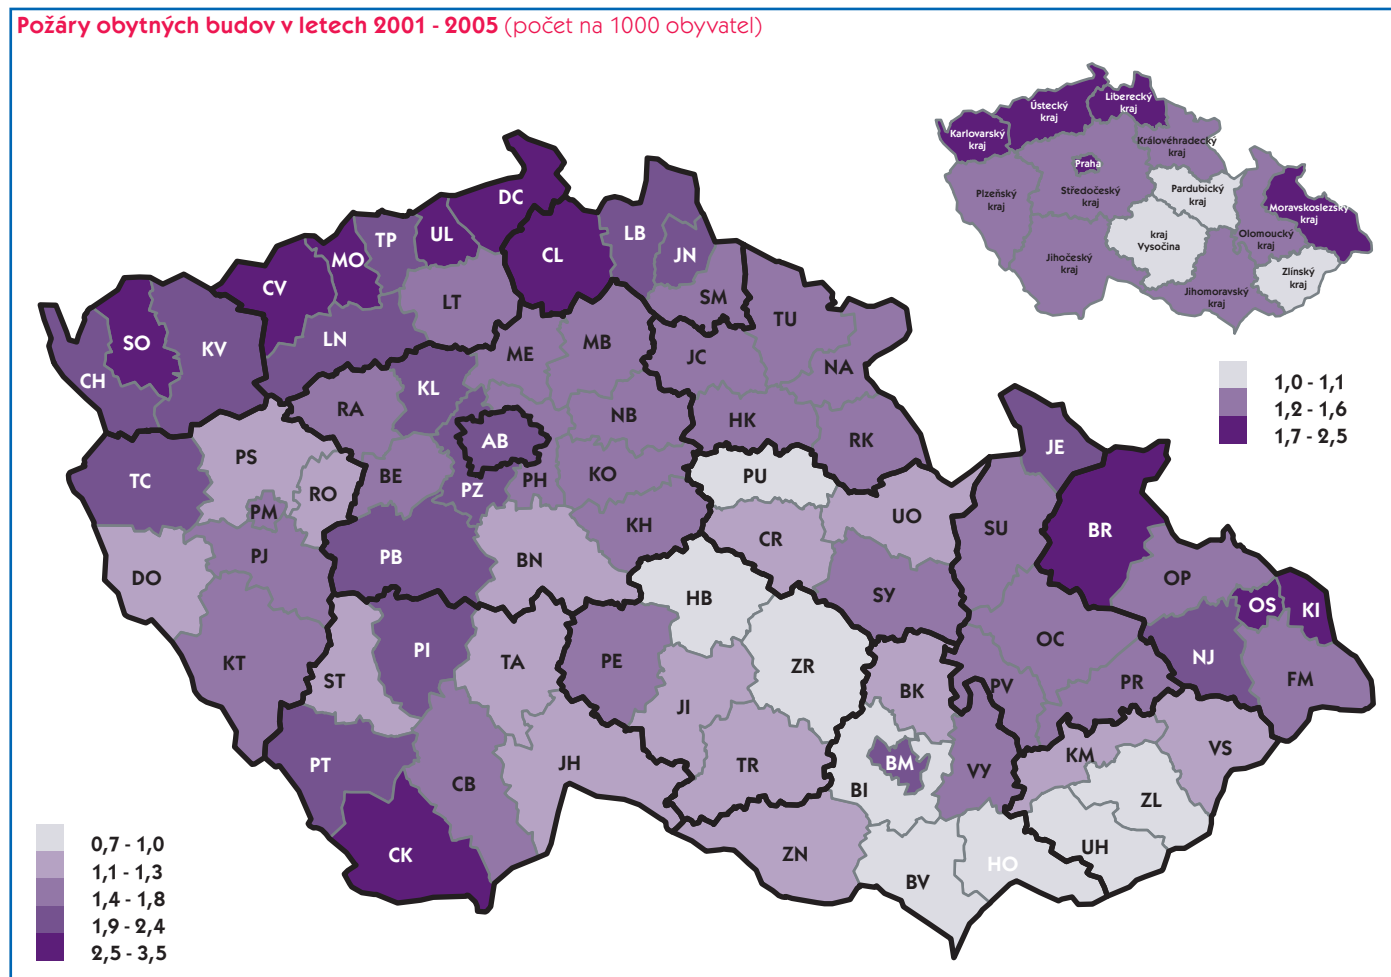 Požáry obytných budov v letech 2001 - 2005 (počet na 1000 obyvatel)
Ústecký
kraj
Liberecký
kraj
Karlovarský
kraj
Královéhradecký
kraj
Praha
Plzeňský
kraj
Středočeský
kraj
Pardubický
kraj
Moravskoslezský
kraj
kraj
Vysočina
Olomoucký
kraj
Jihočeský
kraj
Zlínský
kraj
Jihomoravský
kraj
1,0 - 1,1
1,2 - 1,6
1,7 - 2,5
DC
UL
TP
LB
MO
CL
JN
CV
LT
SM
TU
SO
KV
LN
ME
MB
JC
NA
CH
KL
RA
NB
HK
RK
AB
JE
PS
TC
RO
BE
PZ
PH
KO
PU
PM
UO
SU
BR
KH
CR
PJ
PB
BN
DO
OP
HB
SY
OS
KI
OC
KT
PI
TA
PE
ZR
NJ
ST
BK
PV
PR
FM
JI
PT
CB
JH
TR
BM
VY
KM
VS
BI
ZL
CK
ZN
BV
HO
UH
0,7 - 1,0
1,1 - 1,3
1,4 - 1,8
1,9 - 2,4
2,5 - 3,5